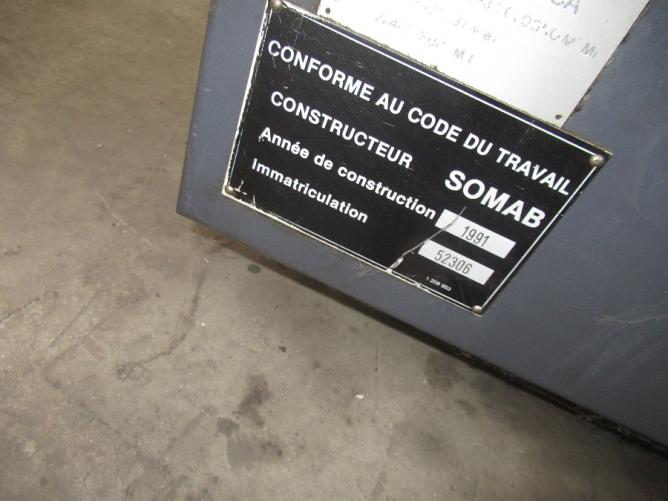 CONFORME AU CODE DU TRAVAIL
CONSTRUCTEUR SOMAB
Année de construction 1991
Immatriculation 52306